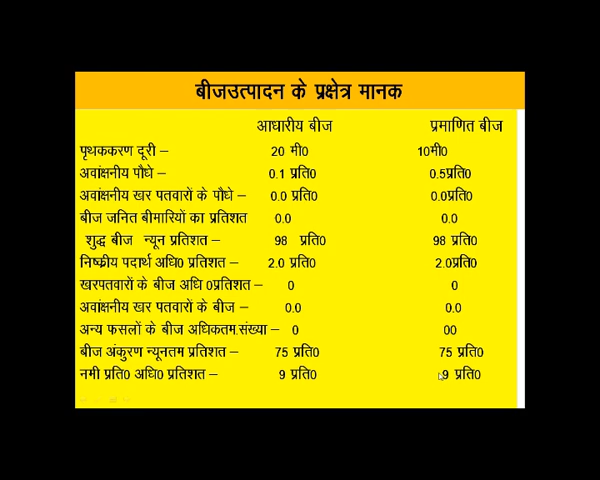 बीजउत्पादन के प्रक्षेत्र मानक
आधारीय बीज प्रमाणित बीज
पृथककरण दूरी – 20 मी0 10मी0
अवांक्षनीय पौधे – 0.1 प्रति0 0.5प्रति0
अवांक्षनीय खर पतवारों के पौधे – 0.0 प्रति0 0.0प्रति0
बीज जनित बीमारियों का प्रतिशत 0.0 0.0
शुद्ध बीज न्यून प्रतिशत – 98 प्रति0 98 प्रति0
निष्क्रीय पदार्थ अधि0 प्रतिशत – 2.0 प्रति0 2.0प्रति0
खरपतवारों के बीज अधि 0प्रतिशत – 0 0
अवांक्षनीय खर पतवारों के बीज – 0.0 0.0
अन्य फसलों के बीज अधिकतम संख्या – 0 00
बीज अंकुरण न्यूनतम प्रतिशत – 75 प्रति0 75 प्रति0
नमी प्रति0 अधि0 प्रतिशत – 9 प्रति0 9 प्रति0